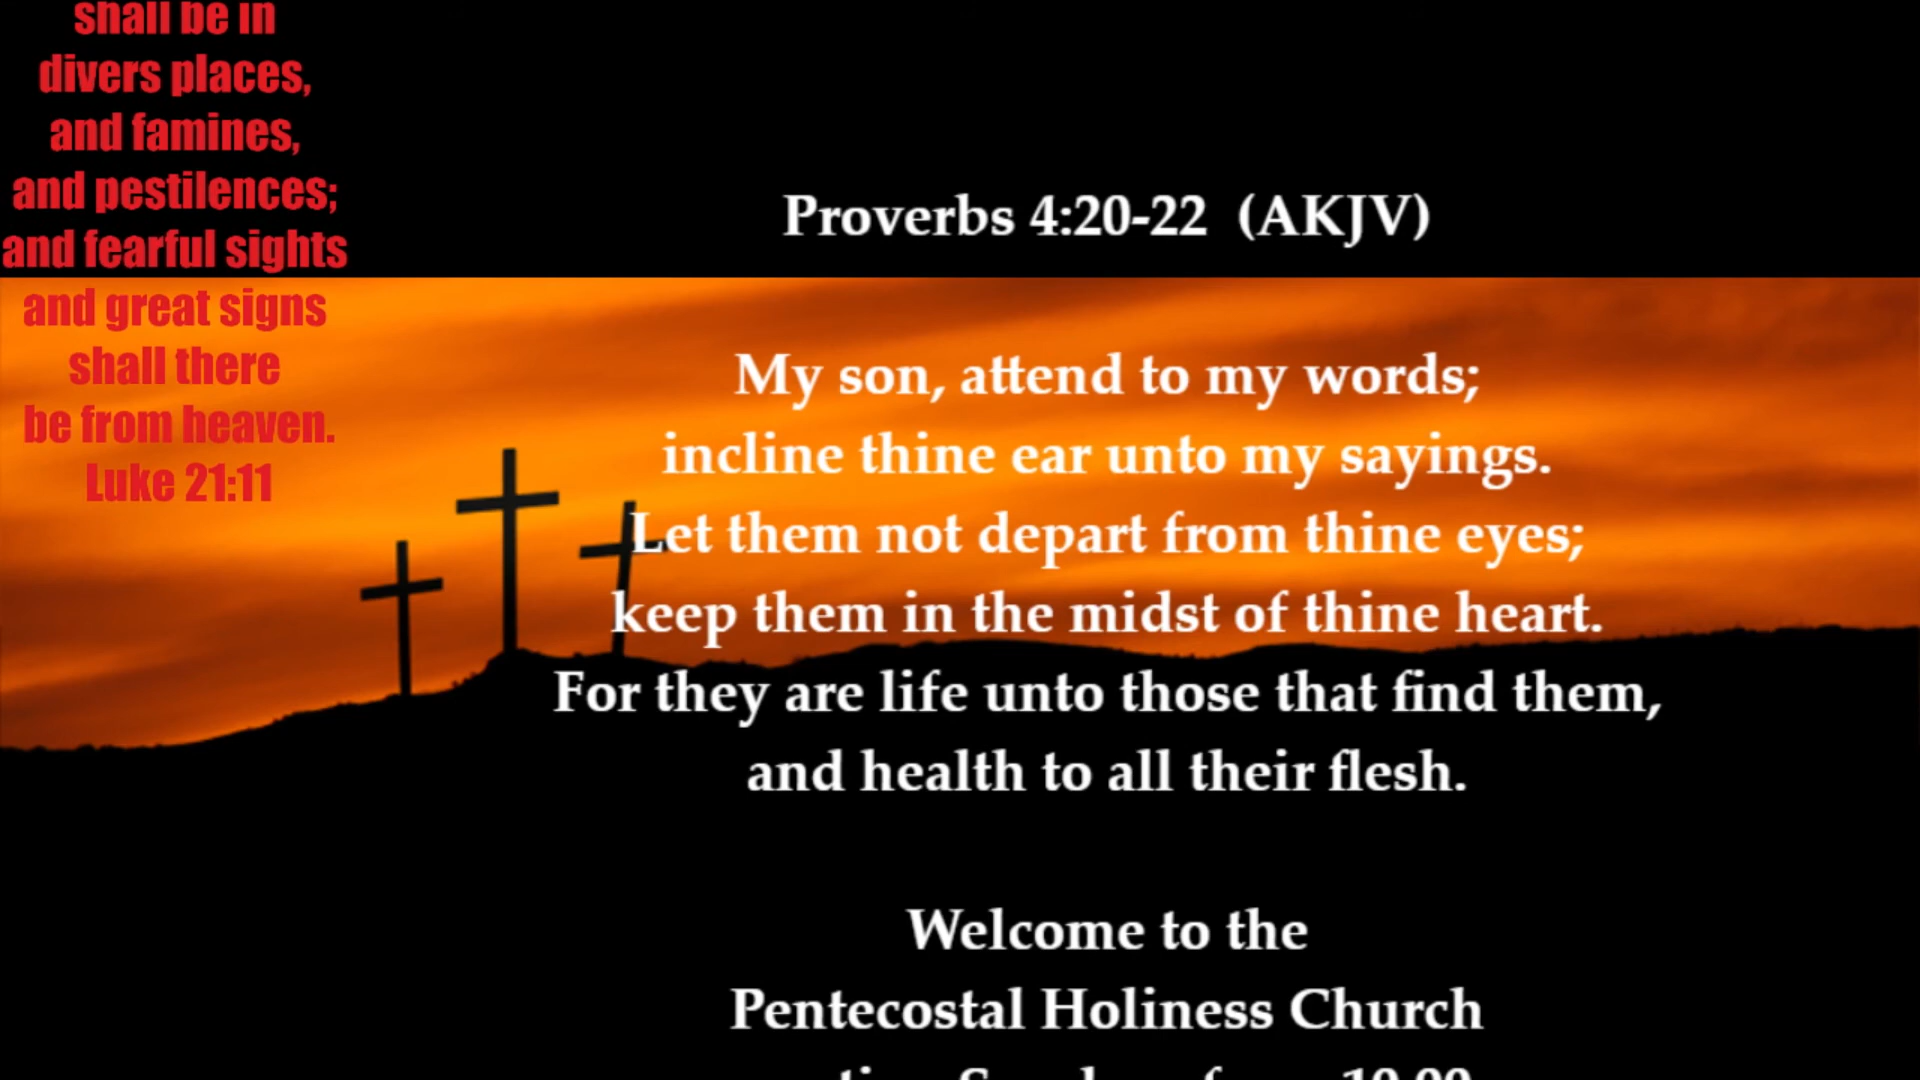 shall be in
divers places,
and famines,
and pestilences;
and fearful sights
and great signs
shall there
be from heaven.
Luke 21:11
Proverbs 4:20-22 (AKJV)
My son, attend to my words;
incline thine ear unto my sayings.
Let them not depart from thine eyes;
keep them in the midst of thine heart.
For they are life unto those that find them,
and health to all their flesh.
Welcome to the
Pentecostal Holiness Church